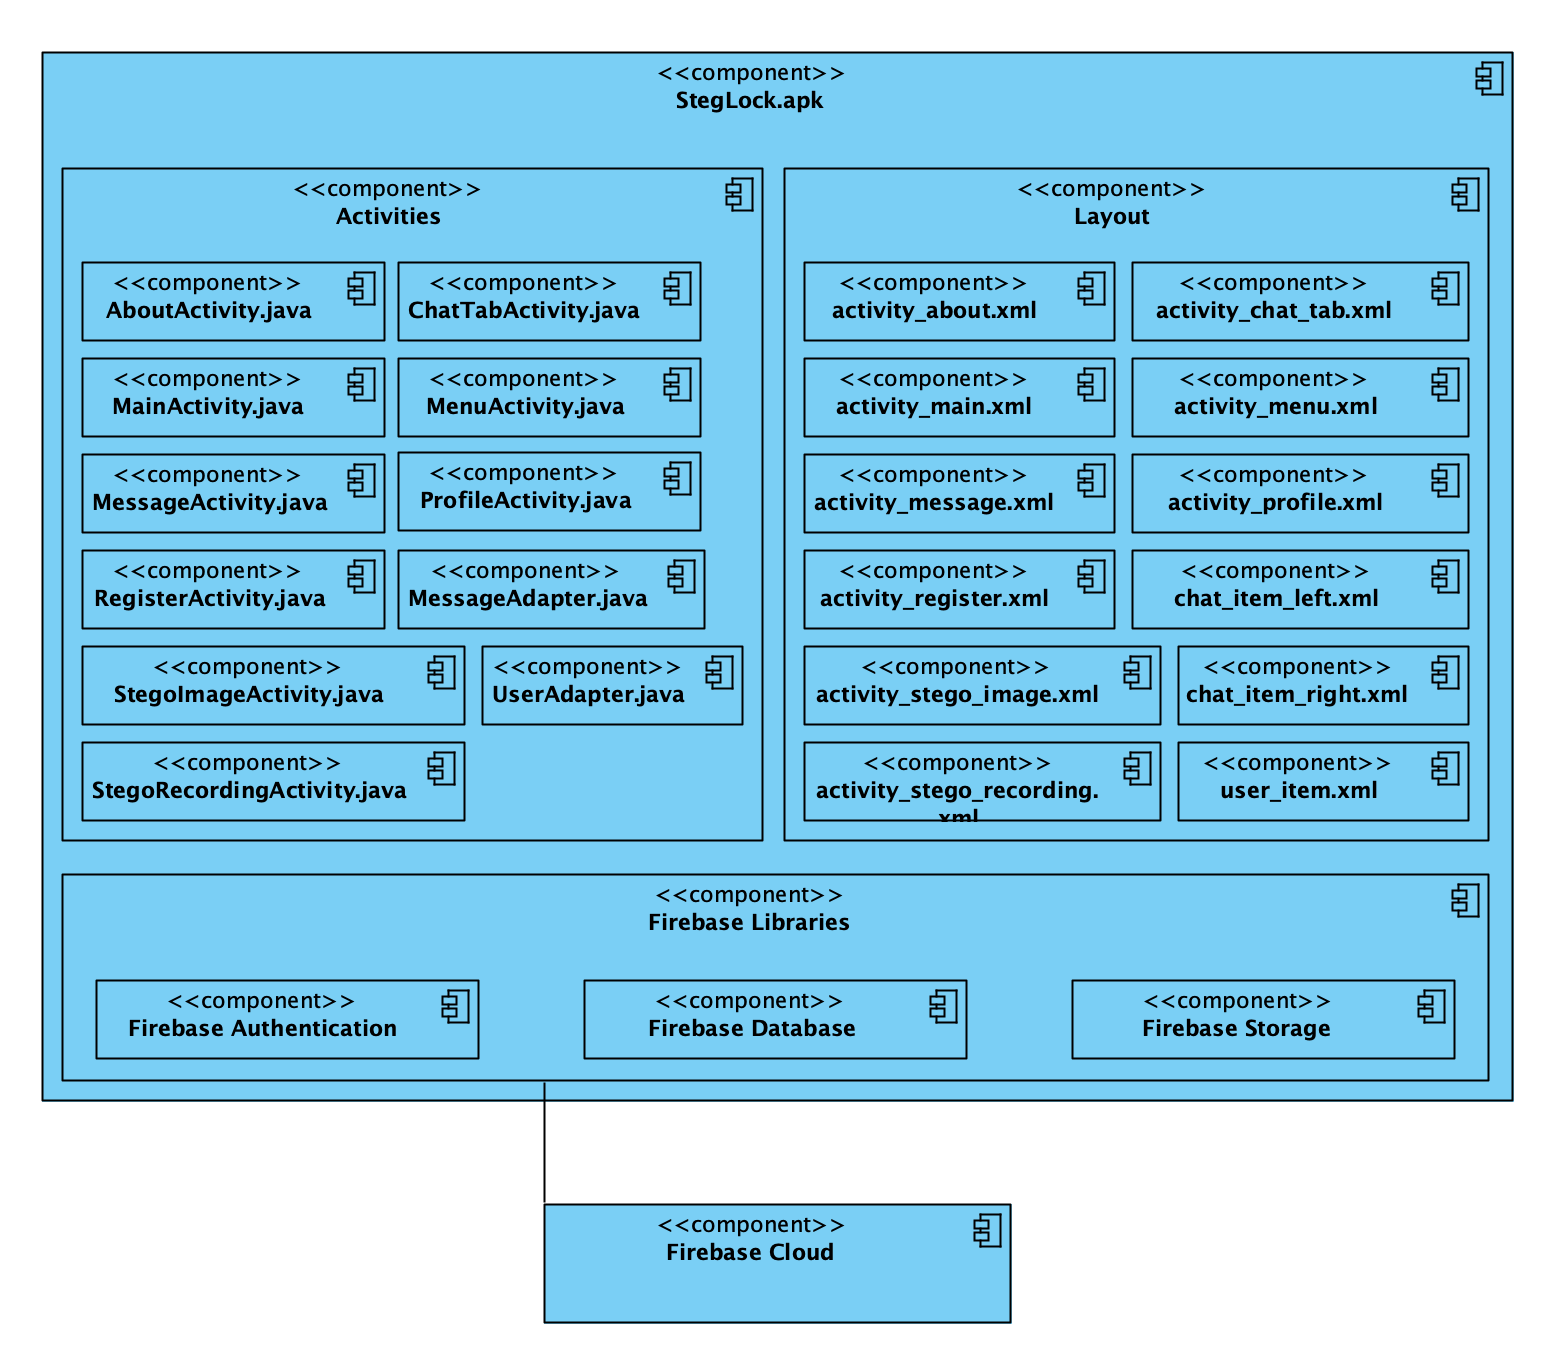 <<component>>
StegLock.apk
<<component>>
Activities
<<component>>
AboutActivity.java
<<component>>
ChatTabActivity.java
<<component>>
MainActivity.java
<<component>>
MenuActivity.java
<<component>>
MessageActivity.java
<<component>>
ProfileActivity.java
<<component>>
RegisterActivity.java
<<component>>
MessageAdapter.java
<<component>>
StegoImageActivity.java
<<component>>
UserAdapter.java
<<component>>
StegoRecordingActivity.java
<<component>>
Layout
<<component>>
activity_about.xml
<<component>>
activity_chat_tab.xml
<<component>>
activity_main.xml
<<component>>
activity_menu.xml
<<component>>
activity_message.xml
<<component>>
activity_profile.xml
<<component>>
activity_register.xml
<<component>>
chat_item_left.xml
<<component>>
activity_stego_image.xml
<<component>>
chat_item_right.xml
<<component>>
activity_stego_recording.
xml
<<component>>
user_item.xml
<<component>>
Firebase Libraries
<<component>>
Firebase Authentication
<<component>>
Firebase Database
<<component>>
Firebase Storage
<<component>>
Firebase Cloud